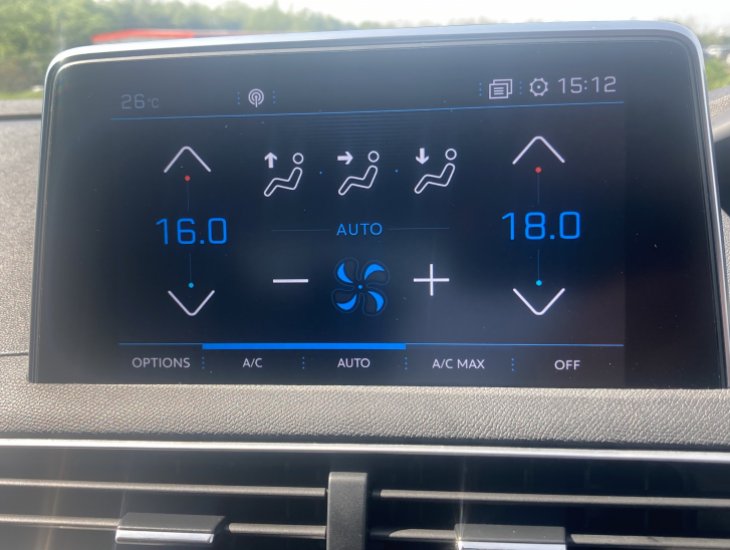 26°C 15:12
16.0 AUTO 18.0
OPTIONS A/C AUTO A/C MAX OFF